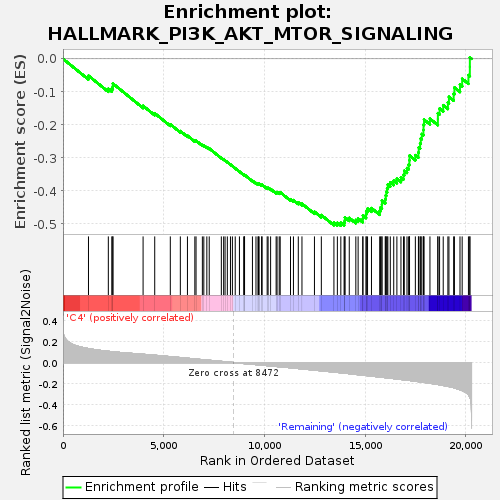 Enrichment plot:
HALLMARK_PI3K_AKT_MTOR_SIGNALING
Enrichment score (ES)
0.0
-0.1
-0.2
-0.3
-0.4
-0.5
Ranked list metric (Signal2Noise)
'C4' (positively correlated)
0.4
0.2
0.0
-0.2
-0.4
-0.6
Zero cross at 8472
'Remaining' (negatively correlated)
0
5,000
10,000
15,000
20,000
Rank in Ordered Dataset
Enrichment profile
Hits
Ranking metric scores